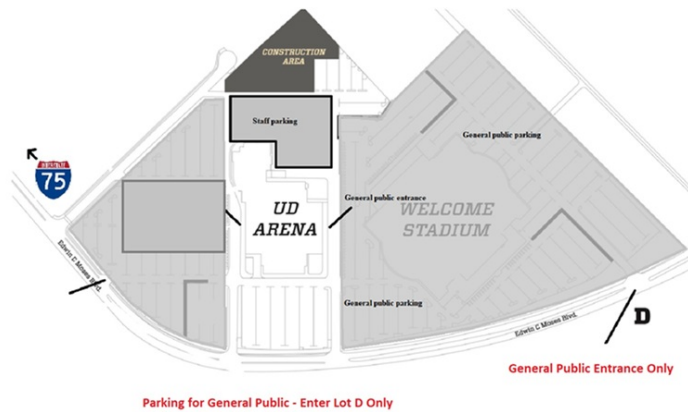 CONSTRUCTION
AREA
Staff parking
General public parking
75
General public entrance
UD
ARENA
WELCOME
STADIUM
Edwin C Moses Blvd.
General public parking
Edwin C Moses Blvd.
D
General Public Entrance Only
Parking for General Public - Enter Lot D Only